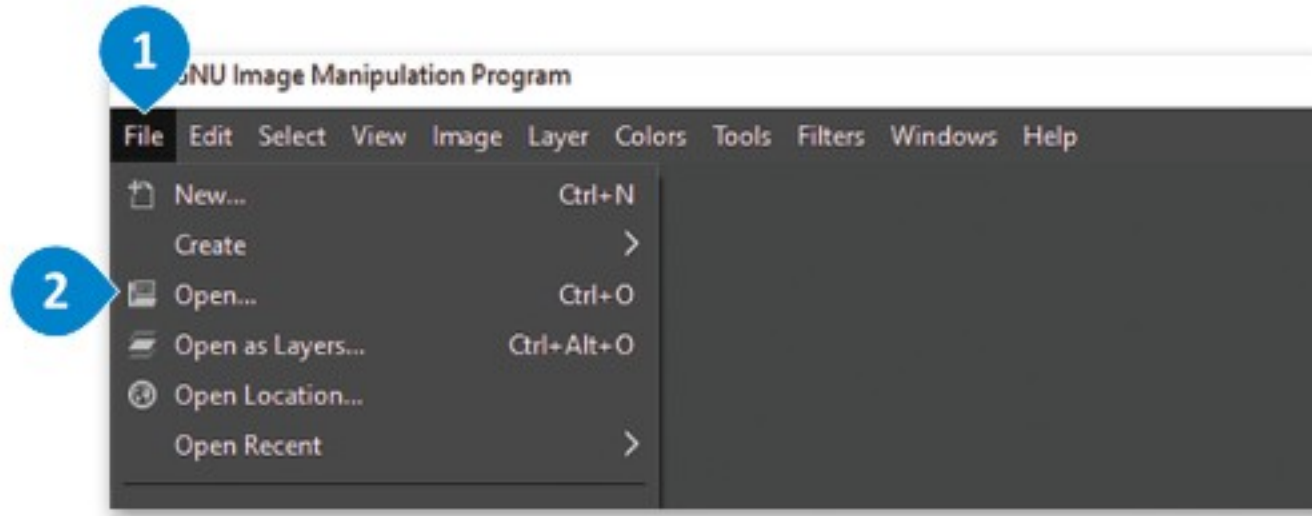 1
GNU Image Manipulation Program
File Edit Select View Image Layer Colors Tools Filters Windows Help
New... Ctrl+N
Create
2
Open... Ctrl+O
Open as Layers... Ctrl+Alt+O
Open Location...
Open Recent